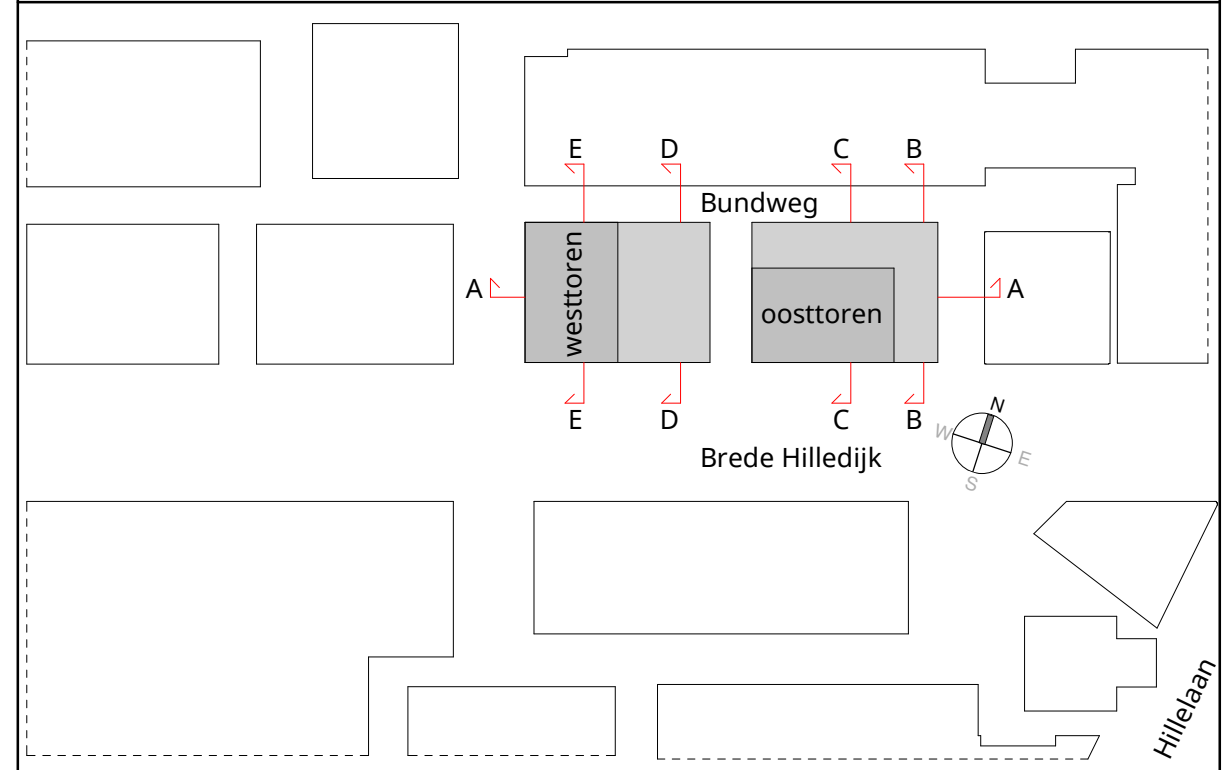 E
D
C
B
Bundweg
westtoren
A
oosttoren
A
E
D
C
B
N
W
E
S
Brede Hilledijk
Hillelaan